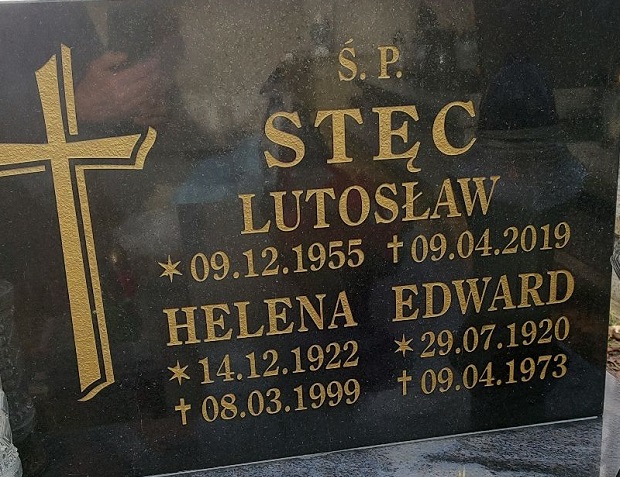 Ś. P.
STĘC
LUTOSŁAW
✶ 09.12.1955 ✝ 09.04.2019
HELENA EDWARD
✶ 14.12.1922 ✶ 29.07.1920
✝ 08.03.1999 ✝ 09.04.1973